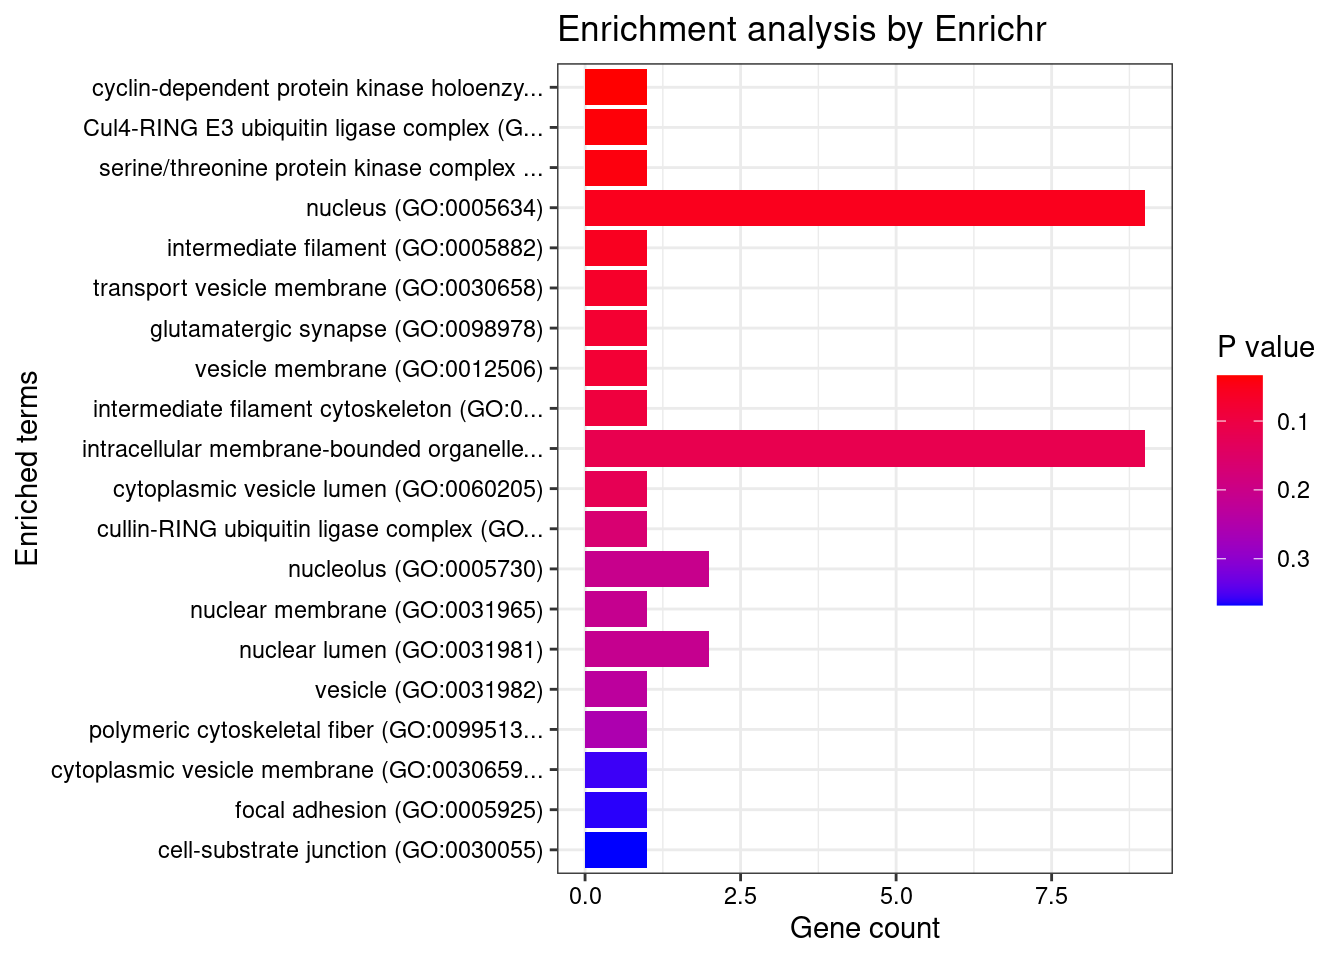 Enrichment analysis by Enrichr
cyclin-dependent protein kinase holoenzy...
Cul4-RING E3 ubiquitin ligase complex (G...
serine/threonine protein kinase complex ...
nucleus (GO:0005634)
intermediate filament (GO:0005882)
transport vesicle membrane (GO:0030658)
glutamatergic synapse (GO:0098978)
vesicle membrane (GO:0012506)
intermediate filament cytoskeleton (GO:0...
intracellular membrane-bounded organelle...
cytoplasmic vesicle lumen (GO:0060205)
cullin-RING ubiquitin ligase complex (GO...
nucleolus (GO:0005730)
nuclear membrane (GO:0031965)
nuclear lumen (GO:0031981)
vesicle (GO:0031982)
polymeric cytoskeletal fiber (GO:0099513...
cytoplasmic vesicle membrane (GO:0030659...
focal adhesion (GO:0005925)
cell-substrate junction (GO:0030055)
Enriched terms
0.0 2.5 5.0 7.5
Gene count
P value
0.1
0.2
0.3